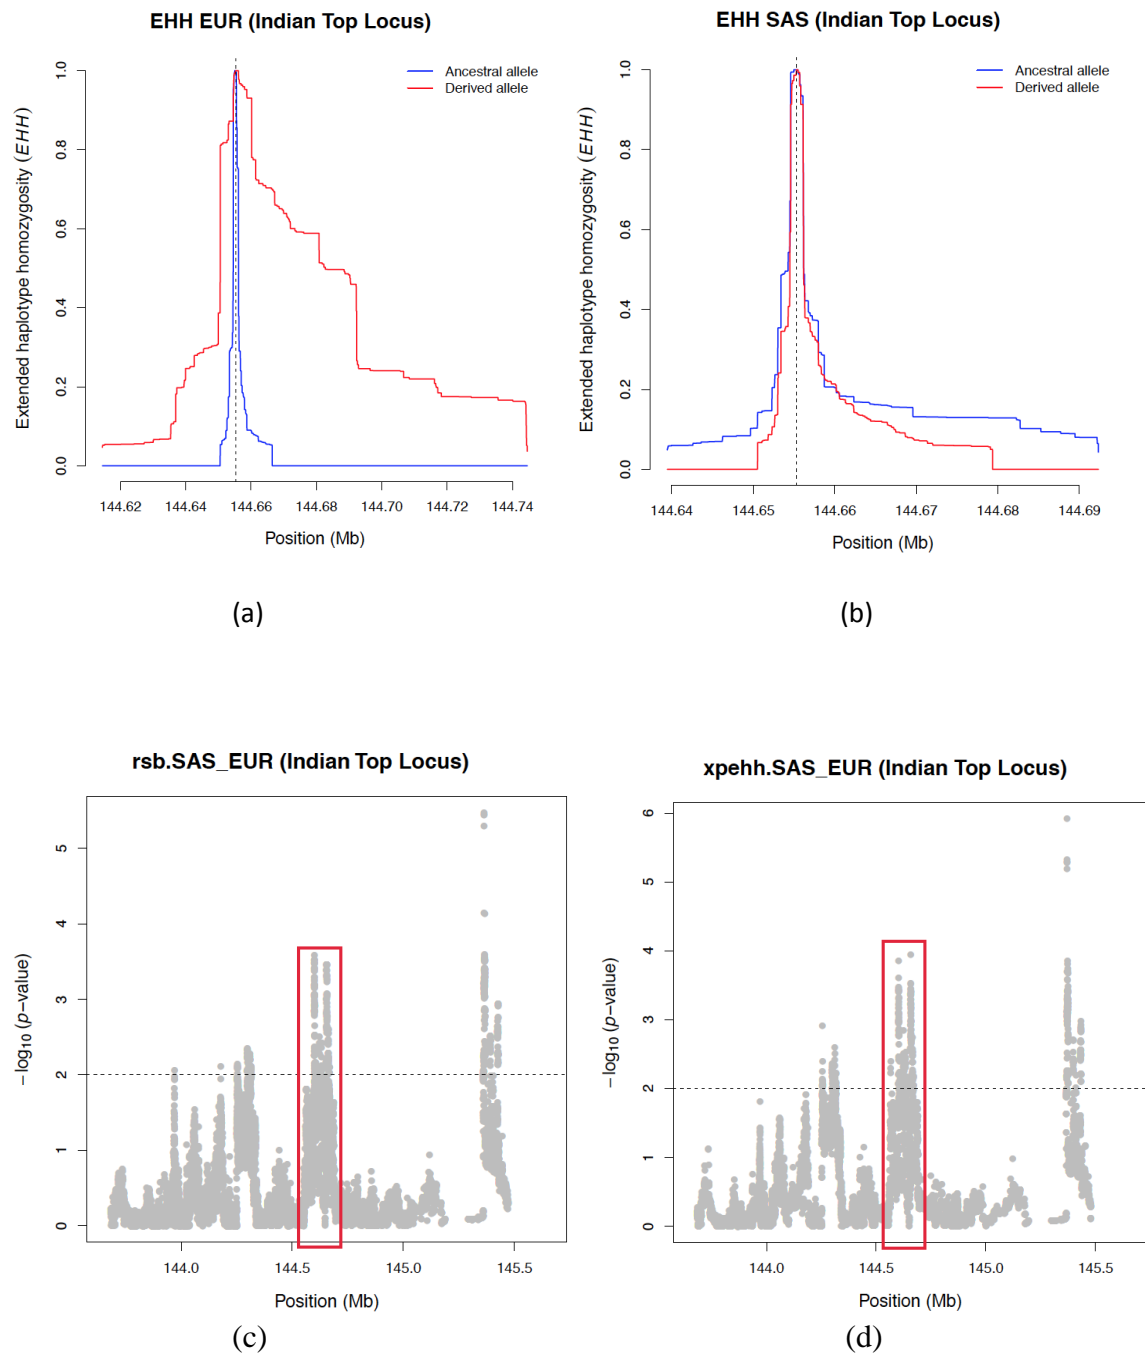 EHH EUR (Indian Top Locus)
Ancestral allele
Derived allele
Extended haplotype homozygosity (EHH)
0.0 0.2 0.4 0.6 0.8 1.0
144.62 144.64 144.66 144.68 144.70 144.72 144.74
Position (Mb)
(a)
EHH SAS (Indian Top Locus)
Ancestral allele
Derived allele
Extended haplotype homozygosity (EHH)
0.0 0.2 0.4 0.6 0.8 1.0
144.64 144.65 144.66 144.67 144.68 144.69
Position (Mb)
(b)
rsb.SAS_EUR (Indian Top Locus)
−log10 (p−value)
0 1 2 3 4 5
144.0 144.5 145.0 145.5
Position (Mb)
(c)
xpehh.SAS_EUR (Indian Top Locus)
−log10 (p−value)
0 1 2 3 4 5 6
144.0 144.5 145.0 145.5
Position (Mb)
(d)